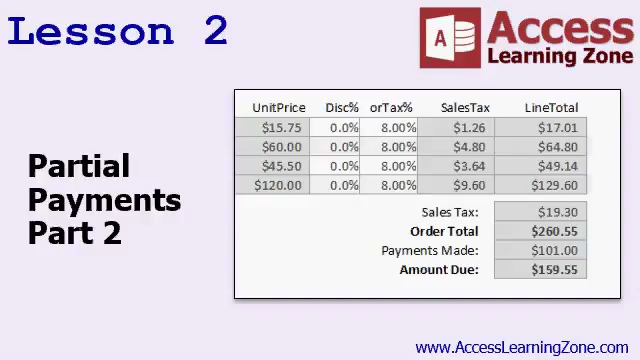 Lesson 2
A
Access
Learning Zone
UnitPrice Disc% orTax% SalesTax LineTotal
$15.75 0.0% 8.00% $1.26 $17.01
$60.00 0.0% 8.00% $4.80 $64.80
$45.50 0.0% 8.00% $3.64 $49.14
$120.00 0.0% 8.00% $9.60 $129.60
Sales Tax: $19.30
Order Total $260.55
Payments Made: $101.00
Amount Due: $159.55
Partial
Payments
Part 2
www.AccessLearningZone.com